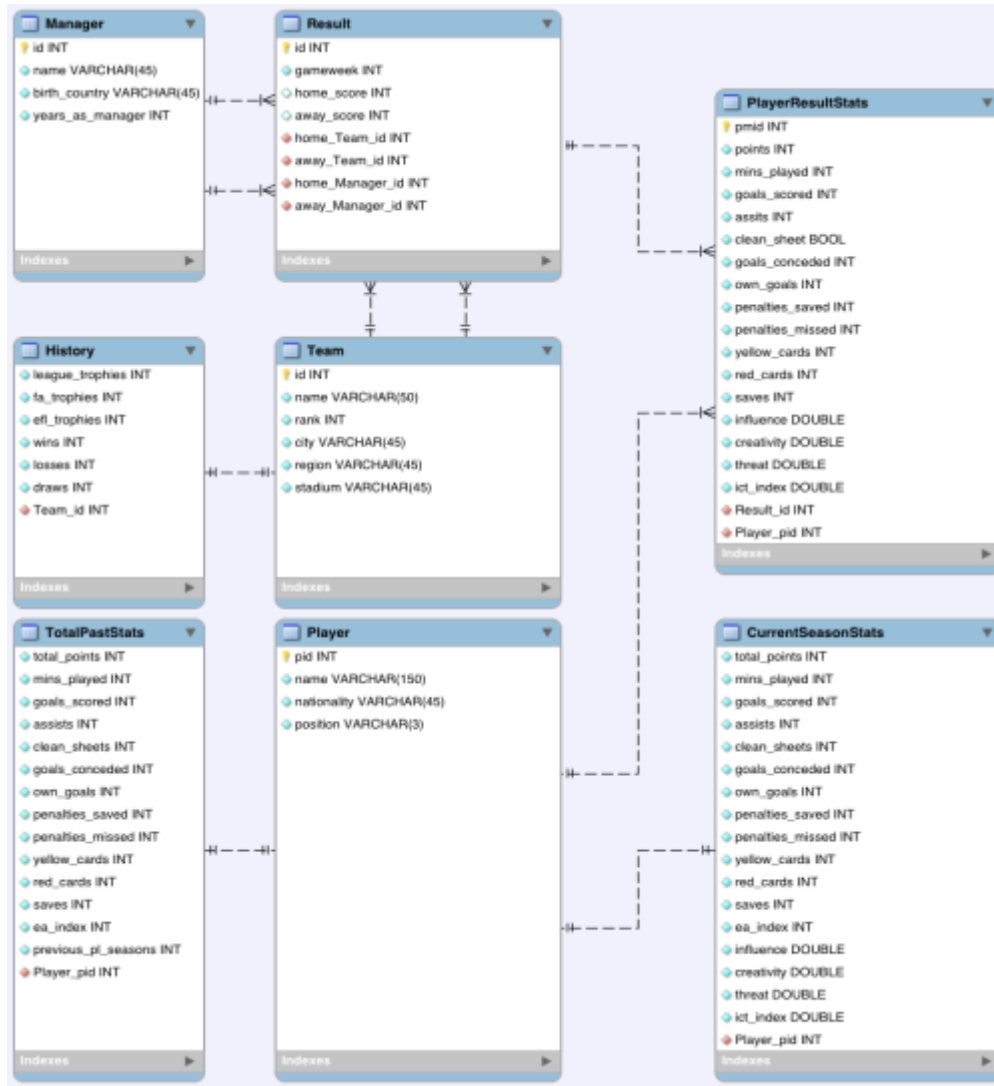 Manager
id INT
name VARCHAR(45)
birth_country VARCHAR(45)
years_as_manager INT
Indexes
Result
id INT
gameweek INT
home_score INT
away_score INT
home_Team_id INT
away_Team_id INT
home_Manager_id INT
away_Manager_id INT
Indexes
PlayerResultStats
pmid INT
points INT
mins_played INT
goals_scored INT
assits INT
clean_sheet BOOL
goals_conceded INT
own_goals INT
penalties_saved INT
penalties_missed INT
yellow_cards INT
red_cards INT
saves INT
influence DOUBLE
creativity DOUBLE
threat DOUBLE
ict_index DOUBLE
Result_id INT
Player_pid INT
Indexes
History
league_trophies INT
fa_trophies INT
efl_trophies INT
wins INT
losses INT
draws INT
Team_id INT
Indexes
Team
id INT
name VARCHAR(50)
rank INT
city VARCHAR(45)
region VARCHAR(45)
stadium VARCHAR(45)
Indexes
TotalPastStats
total_points INT
mins_played INT
goals_scored INT
assists INT
clean_sheets INT
goals_conceded INT
own_goals INT
penalties_saved INT
penalties_missed INT
yellow_cards INT
red_cards INT
saves INT
ea_index INT
previous_pl_seasons INT
Player_pid INT
Indexes
Player
pid INT
name VARCHAR(150)
nationality VARCHAR(45)
position VARCHAR(3)
Indexes
CurrentSeasonStats
total_points INT
mins_played INT
goals_scored INT
assists INT
clean_sheets INT
goals_conceded INT
own_goals INT
penalties_saved INT
penalties_missed INT
yellow_cards INT
red_cards INT
saves INT
ea_index INT
influence DOUBLE
creativity DOUBLE
threat DOUBLE
ict_index DOUBLE
Player_pid INT
Indexes